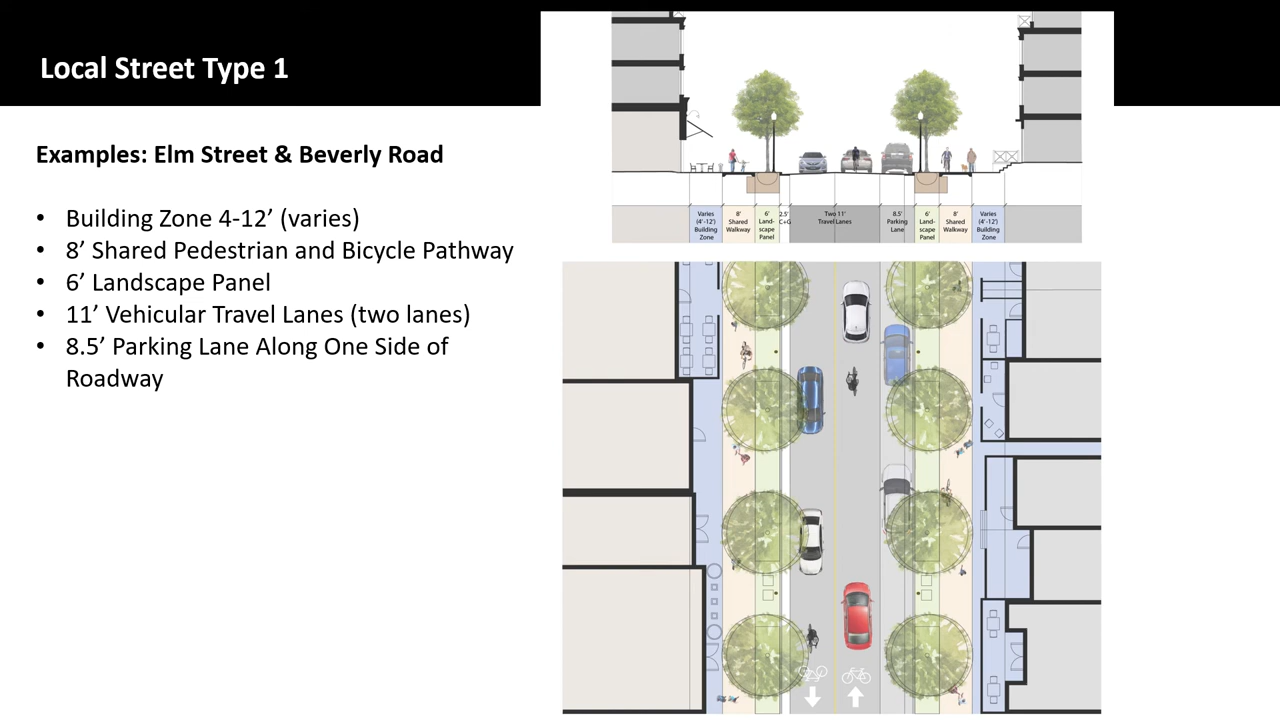 Local Street Type 1
Examples: Elm Street & Beverly Road
• Building Zone 4-12’ (varies)
• 8’ Shared Pedestrian and Bicycle Pathway
• 6’ Landscape Panel
• 11’ Vehicular Travel Lanes (two lanes)
• 8.5’ Parking Lane Along One Side of
Roadway
Varies
(4'-12')
Building
Zone
8'
Shared
Walkway
6'
Land-
scape
Panel
2.5'
C+G
Two 11'
Travel Lanes
8.5'
Parking
Lane
6'
Land-
scape
Panel
8'
Shared
Walkway
Varies
(4'-12')
Building
Zone